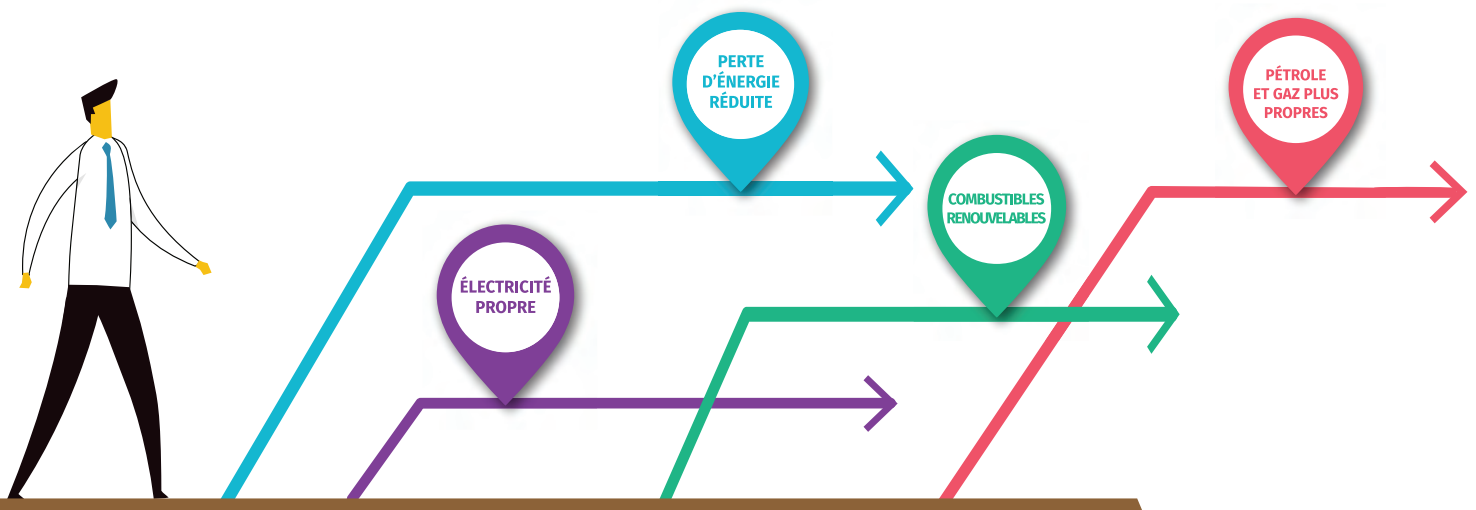 PERTE
D'ÉNERGIE
RÉDUITE
ÉLECTRICITÉ
PROPRE
COMBUSTIBLES
RENOUVELABLES
PÉTROLE
ET GAZ PLUS
PROPRES